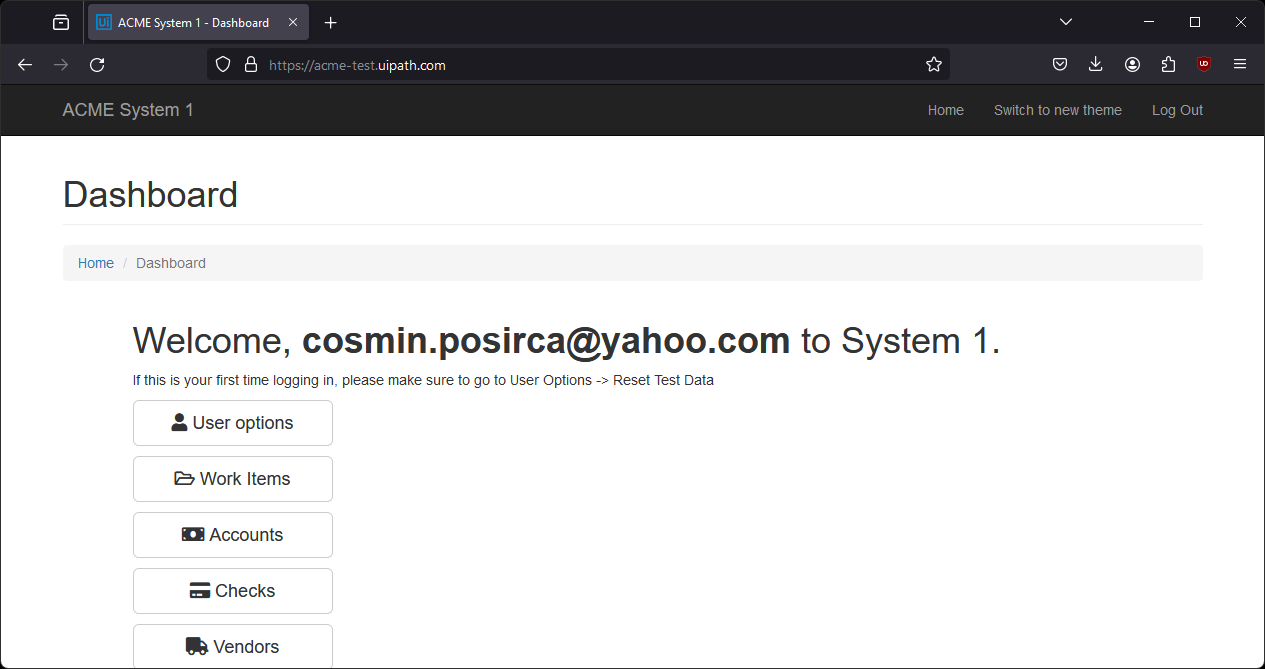 ACME System 1 - Dashboard
https://acme-test.uipath.com
ACME System 1 Home Switch to new theme Log Out
Dashboard
Home / Dashboard
Welcome, cosmin.posirca@yahoo.com to System 1.
If this is your first time logging in, please make sure to go to User Options -> Reset Test Data
User options
Work Items
Accounts
Checks
Vendors